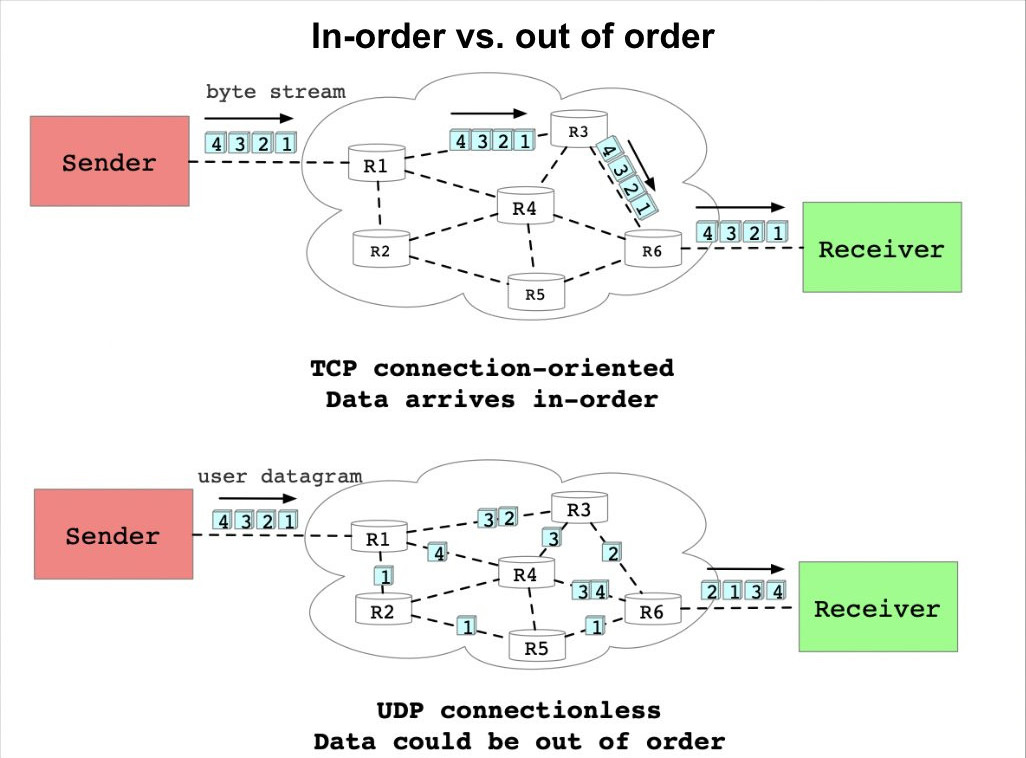 In-order vs. out of order
byte stream
4 3 2 1
4 3 2 1
R3
Sender
R1
4 3 2 1
R4
4 3 2 1
R2
R6
Receiver
R5
TCP connection-oriented
Data arrives in-order
user datagram
4 3 2 1
3 2
R3
Sender
R1
4
3
2
1
R4
3 4
2 1 3 4
R2
R6
Receiver
1
1
R5
UDP connectionless
Data could be out of order